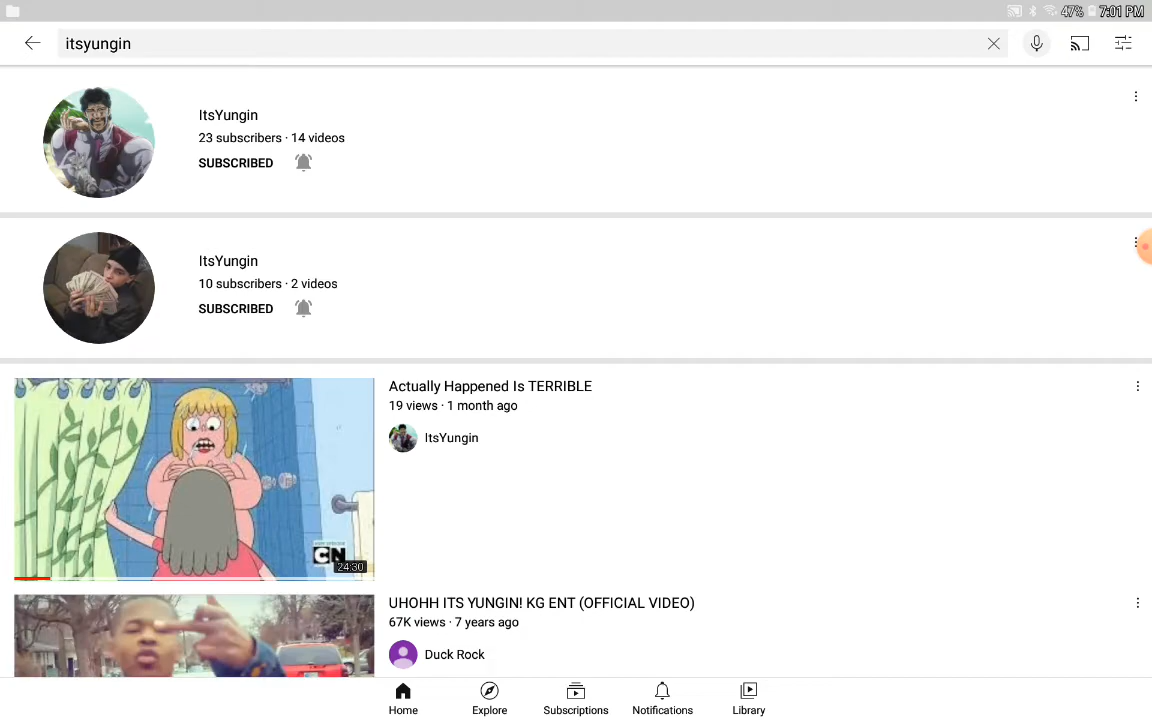 47% 7:01 PM
itsyungin
ItsYungin
23 subscribers · 14 videos
SUBSCRIBED
ItsYungin
10 subscribers · 2 videos
SUBSCRIBED
Actually Happened Is TERRIBLE
19 views · 1 month ago
ItsYungin
CN
24:30
UHOHH ITS YUNGIN! KG ENT (OFFICIAL VIDEO)
67K views · 7 years ago
Duck Rock
Home Explore Subscriptions Notifications Library